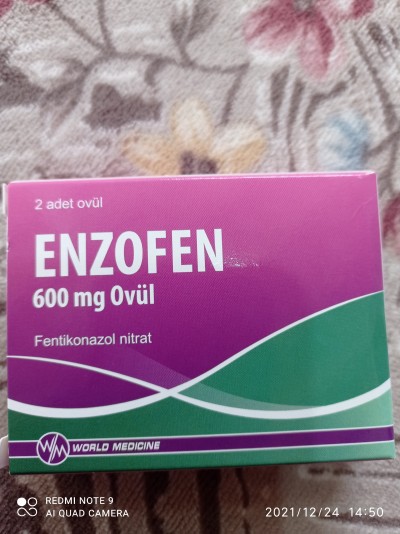 2 adet ovül
ENZOFEN
600 mg Ovül
Fentikonazol nitrat
WM WORLD MEDICINE
REDMI NOTE 9
AI QUAD CAMERA
2021/12/24 14:50